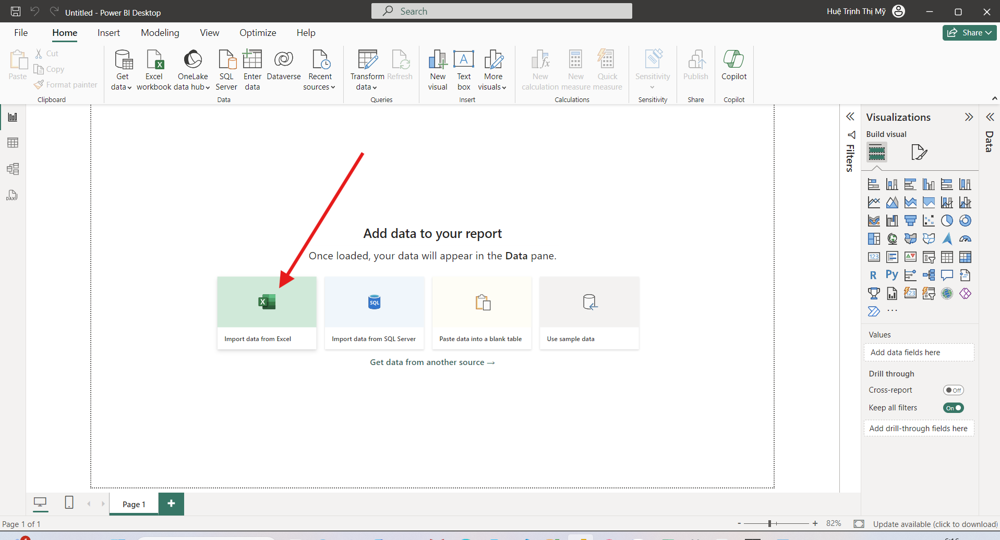 Untitled - Power BI Desktop
Search
Huệ Trịnh Thị Mỹ
File Home Insert Modeling View Optimize Help
Share
Paste
Cut
Copy
Format painter
Clipboard
Get data
Excel workbook
OneLake data hub
SQL Server
Enter data
Dataverse
Recent sources
Data
Transform data
Refresh
Queries
New visual
Text box
More visuals
Insert
New calculation
New measure
Quick measure
Calculations
Sensitivity
Sensitivity
Publish
Share
Copilot
Copilot
DAX
Filters
Visualizations
Build visual
Data
123
R
Py
123
Values
Add data fields here
Drill through
Cross-report
Off
Keep all filters
On
Add drill-through fields here
Add data to your report
Once loaded, your data will appear in the Data pane.
SQL
Import data from Excel
Import data from SQL Server
Paste data into a blank table
Use sample data
Get data from another source →
Page 1
+
Page 1 of 1
- + 82%
Update available (click to download)